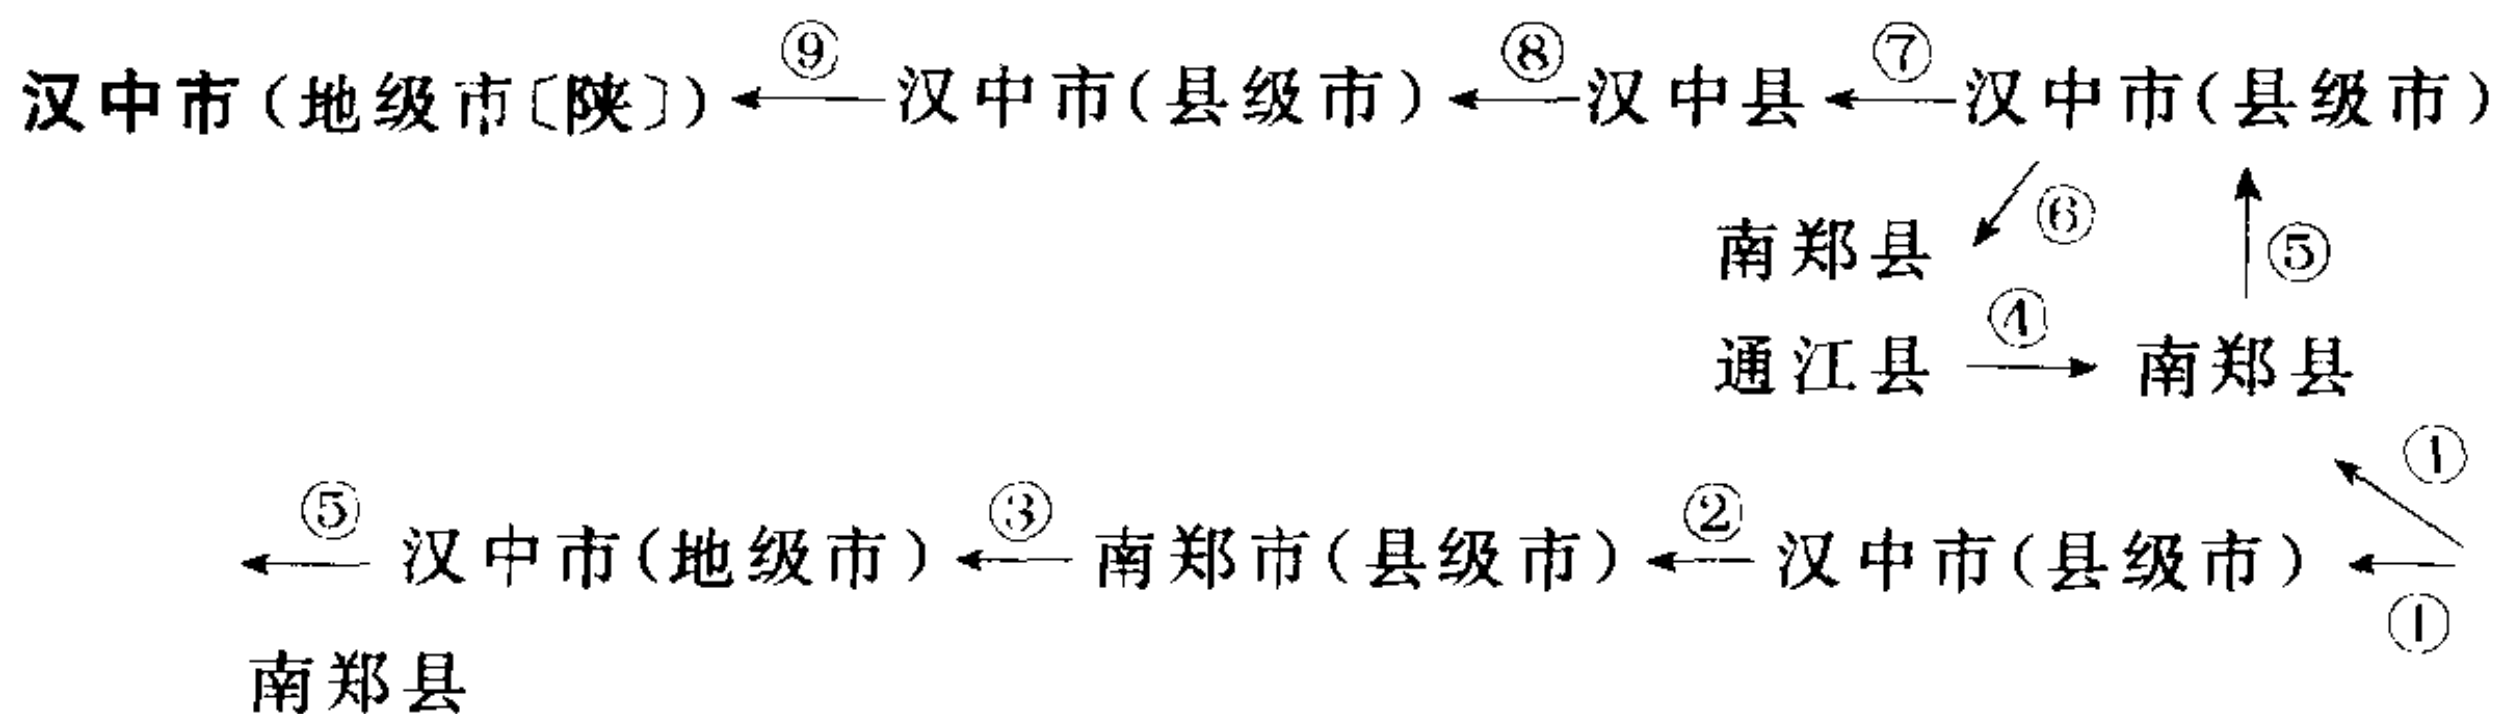 汉中市(地级市〔陕〕) ⑨ 汉中市(县级市) ⑧ 汉中县 ⑦ 汉中市(县级市)
南郑县 ⑥ ⑤
通江县 ④ 南郑县
①
⑤ 汉中市(地级市) ③ 南郑市(县级市) ② 汉中市(县级市)
①
南郑县